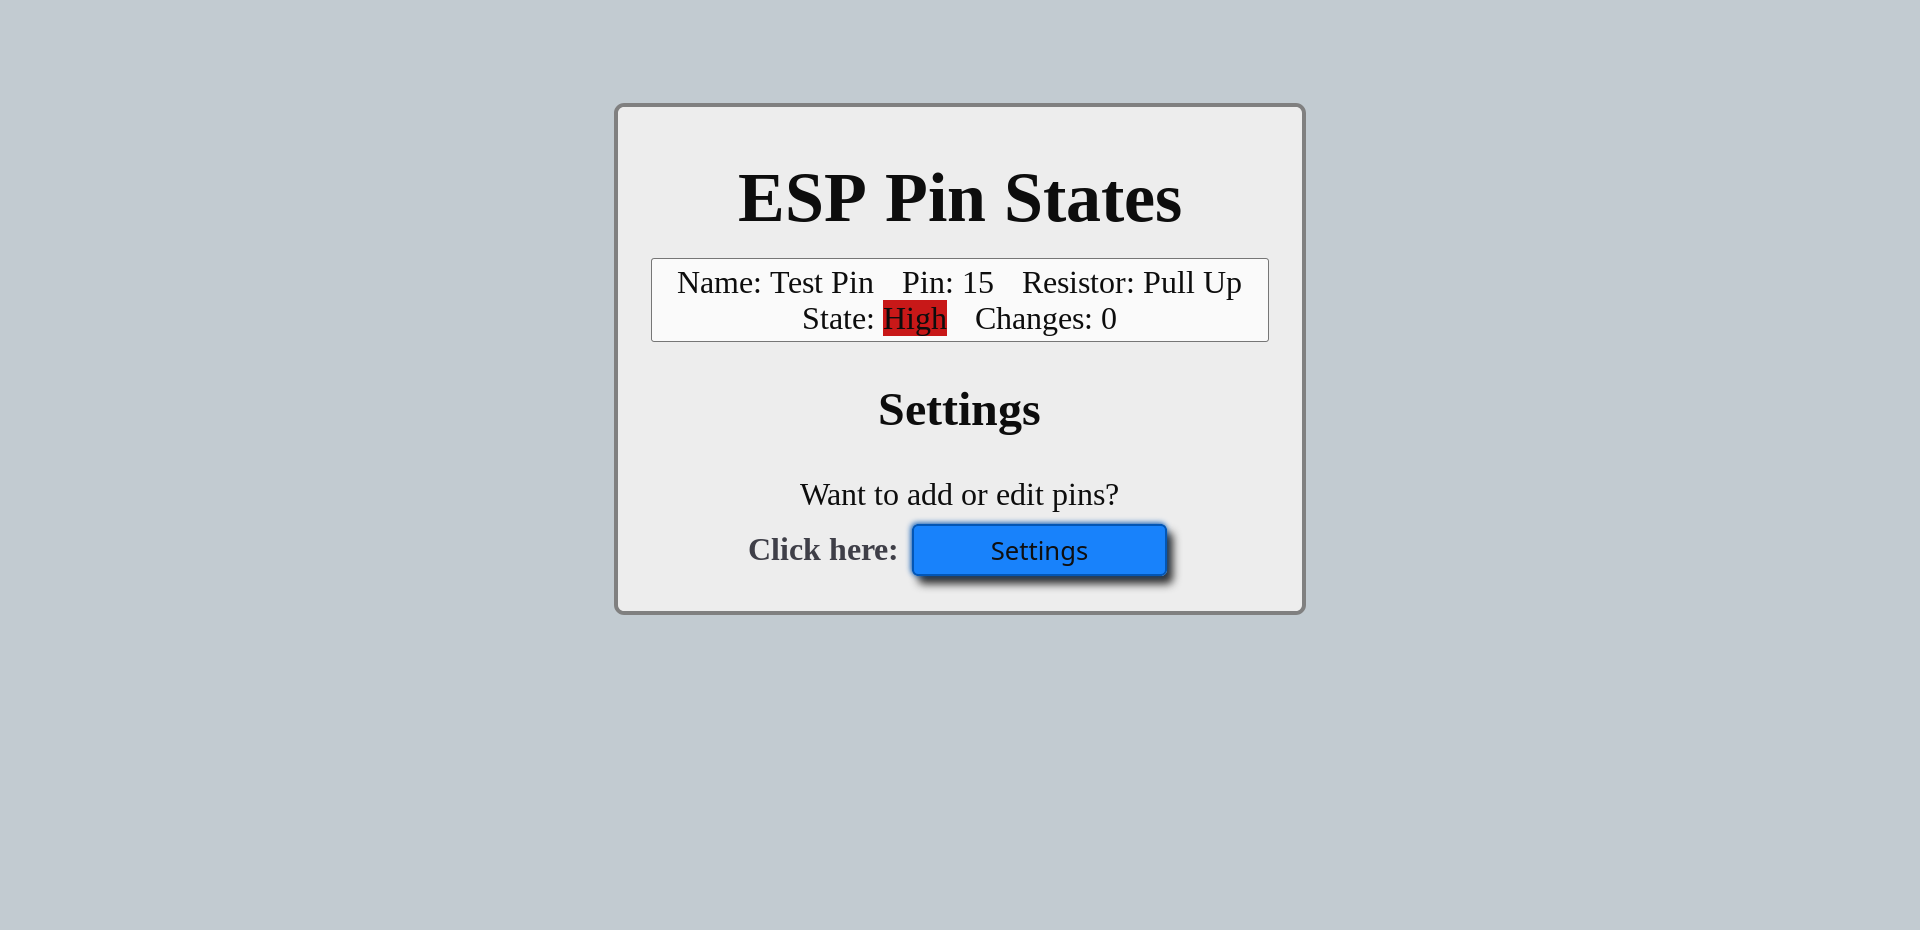 ESP Pin States
Name: Test Pin Pin: 15 Resistor: Pull Up
State: High Changes: 0
Settings
Want to add or edit pins?
Click here: Settings